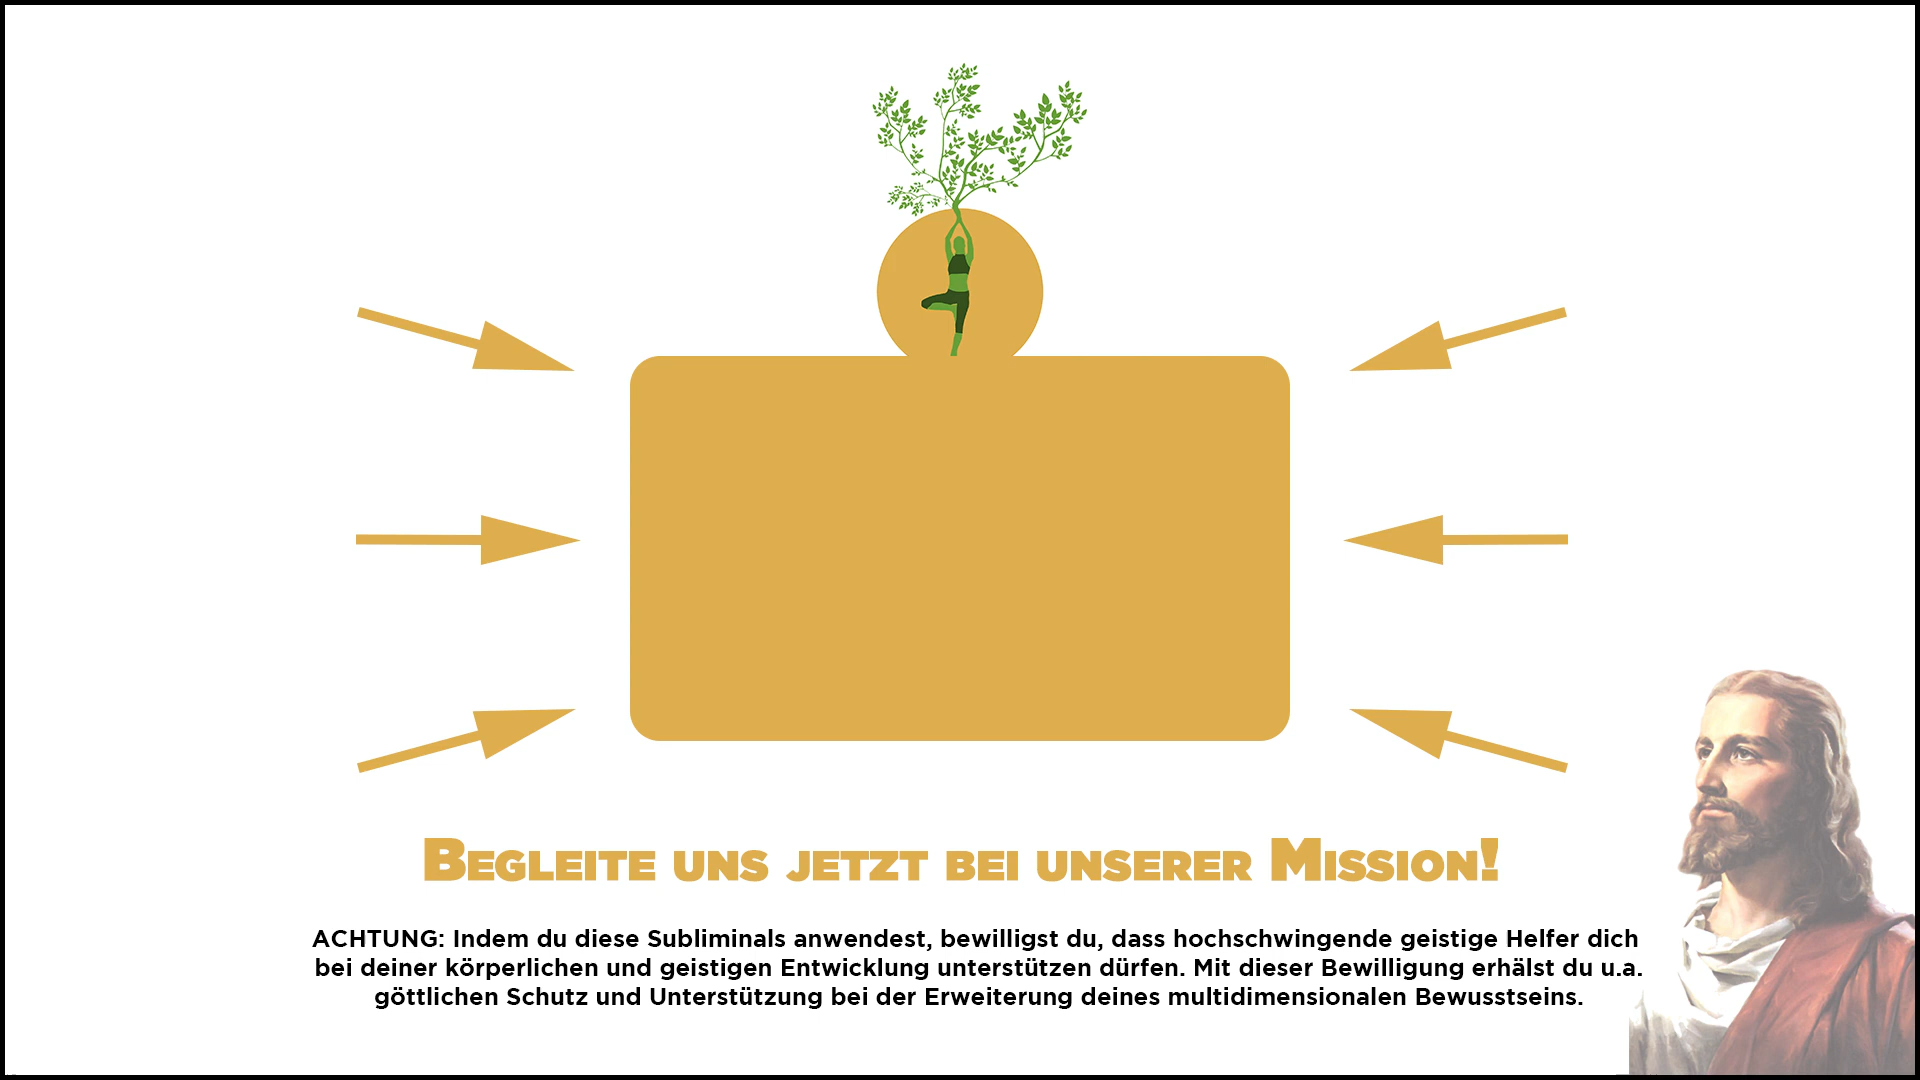 Begleite uns jetzt bei unserer Mission!
ACHTUNG: Indem du diese Subliminals anwendest, bewilligst du, dass hochschwingende geistige Helfer dich
bei deiner körperlichen und geistigen Entwicklung unterstützen dürfen. Mit dieser Bewilligung erhälst du u.a.
göttlichen Schutz und Unterstützung bei der Erweiterung deines multidimensionalen Bewusstseins.